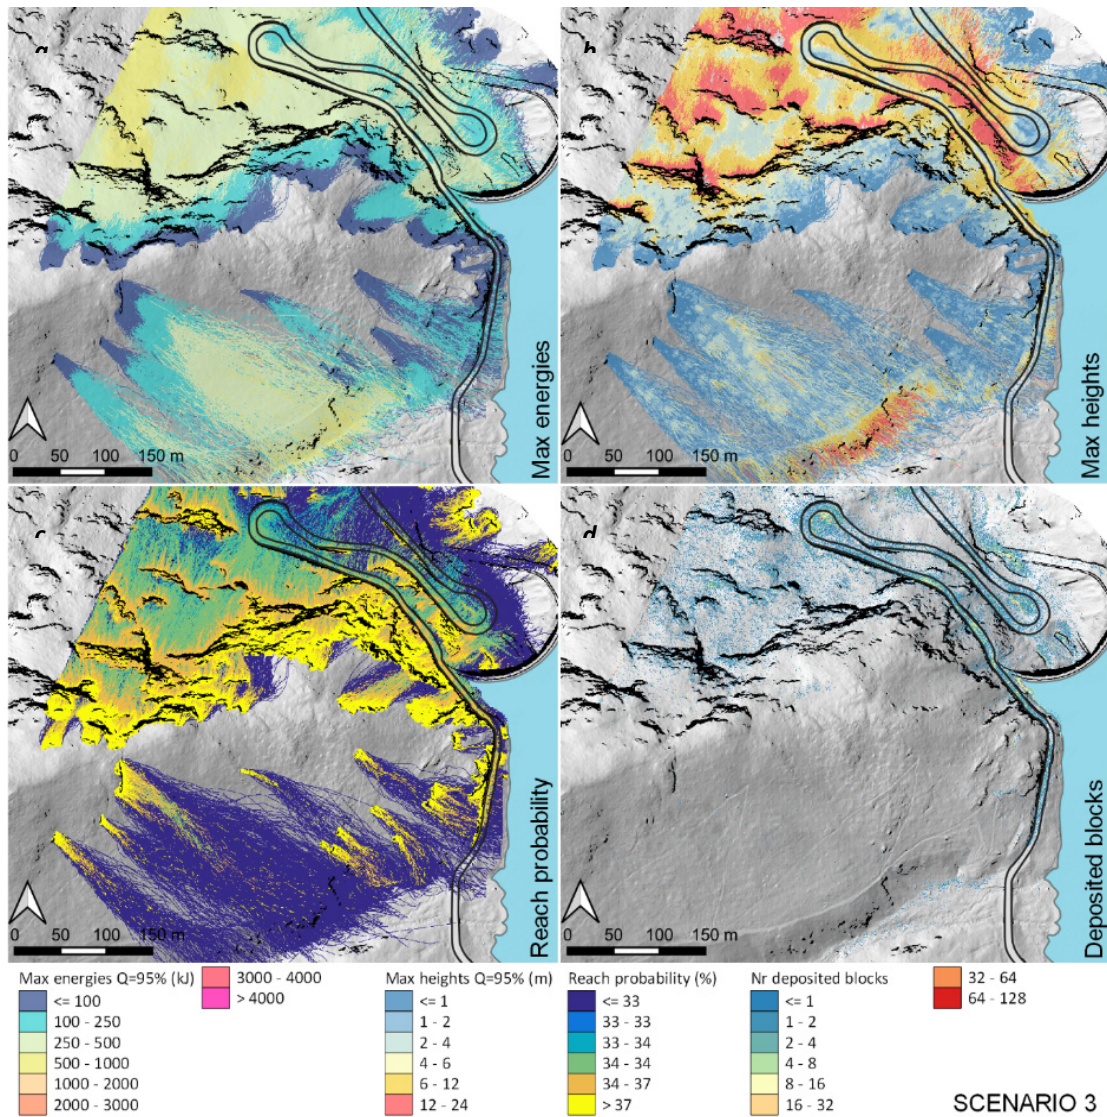 a
b
Max energies
0 50 100 150 m
Max heights
0 50 100 150 m
c
d
Reach probability
0 50 100 150 m
Deposited blocks
0 50 100 150 m
Max energies Q=95% (kJ)
<= 100
100 - 250
250 - 500
500 - 1000
1000 - 2000
2000 - 3000
3000 - 4000
> 4000
Max heights Q=95% (m)
<= 1
1 - 2
2 - 4
4 - 6
6 - 12
12 - 24
Reach probability (%)
<= 33
33 - 33
33 - 34
34 - 34
34 - 37
> 37
Nr deposited blocks
<= 1
1 - 2
2 - 4
4 - 8
8 - 16
16 - 32
32 - 64
64 - 128
SCENARIO 3